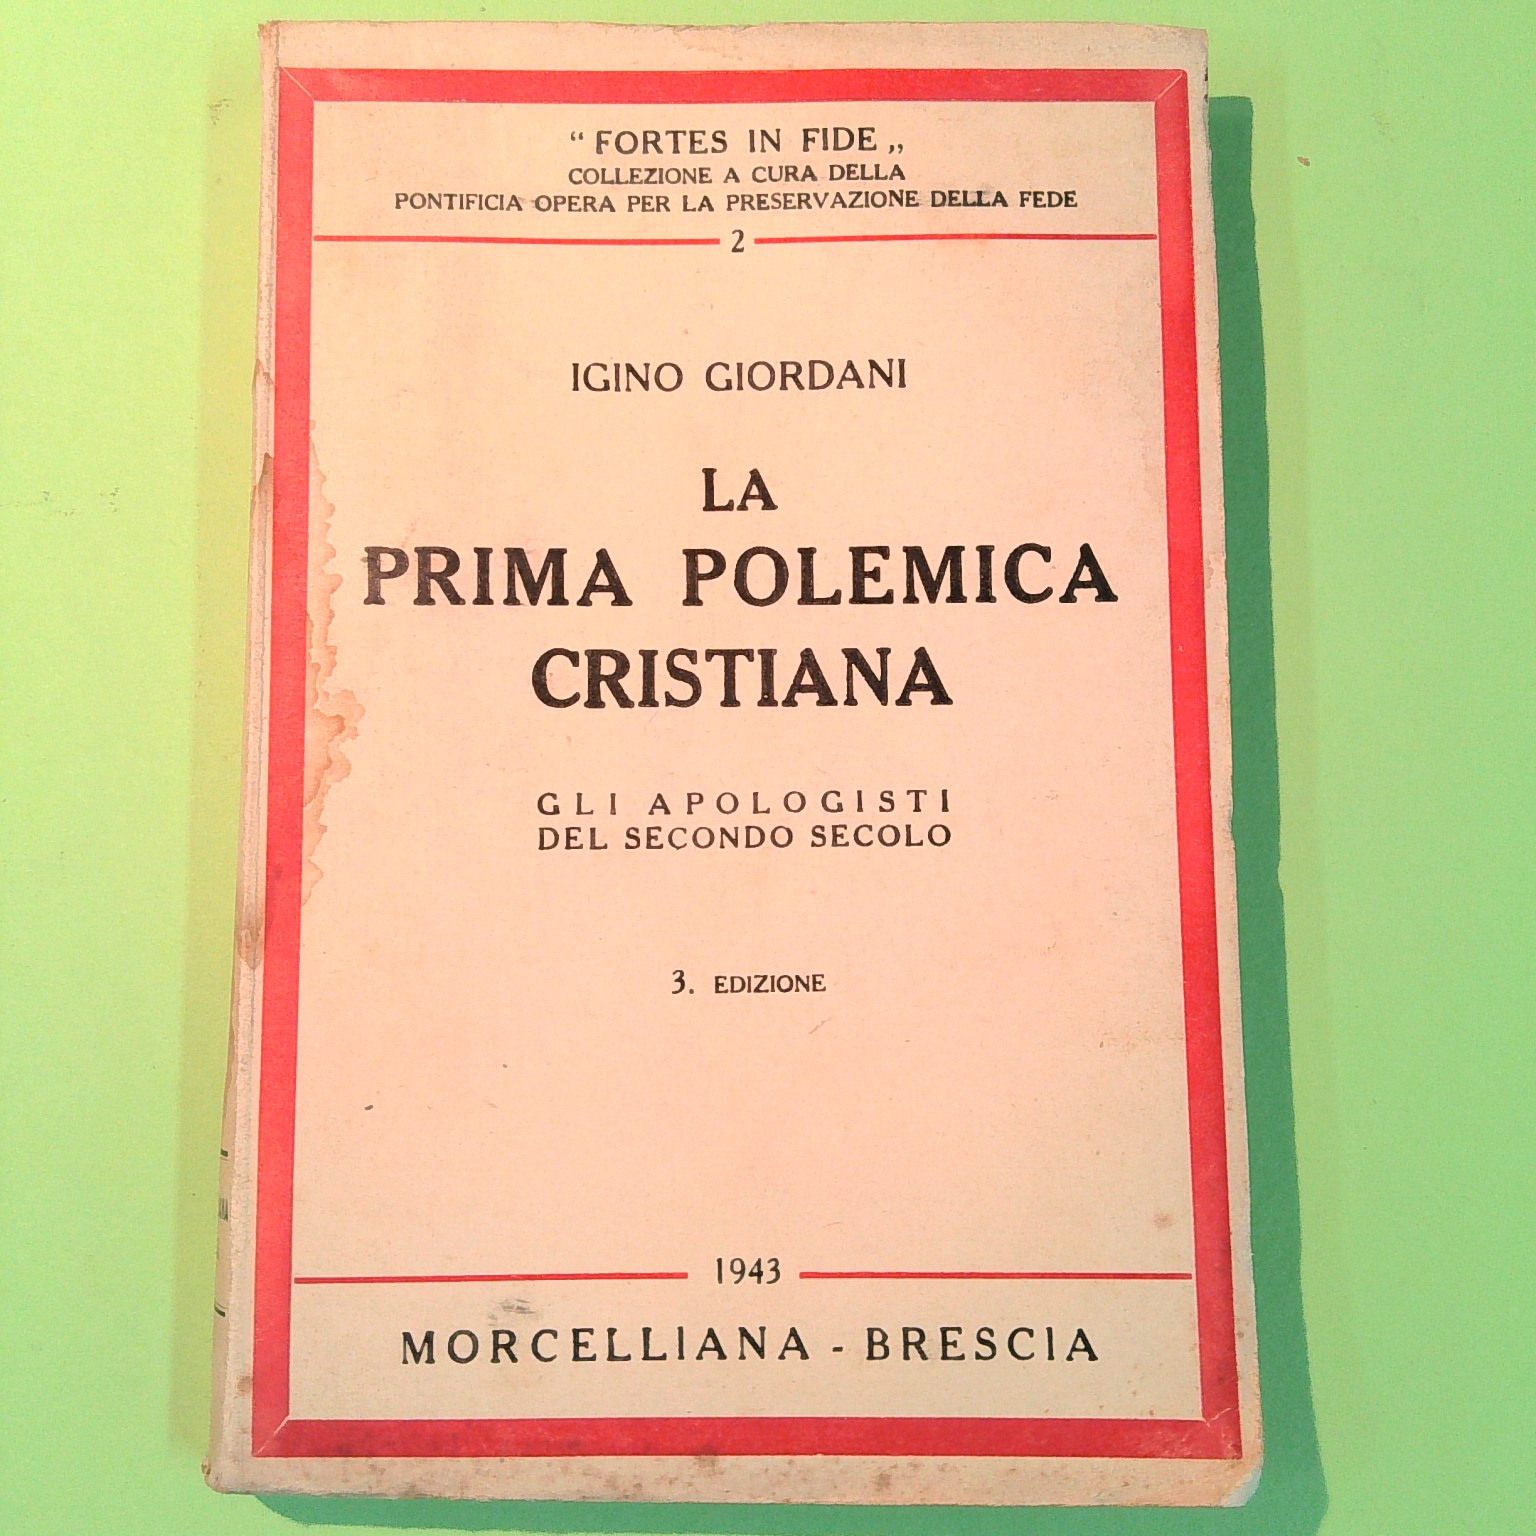 “ FORTES IN FIDE „
COLLEZIONE A CURA DELLA
PONTIFICIA OPERA PER LA PRESERVAZIONE DELLA FEDE
2
IGINO GIORDANI
LA
PRIMA POLEMICA
CRISTIANA
GLI APOLOGISTI
DEL SECONDO SECOLO
3. EDIZIONE
1943
MORCELLIANA - BRESCIA